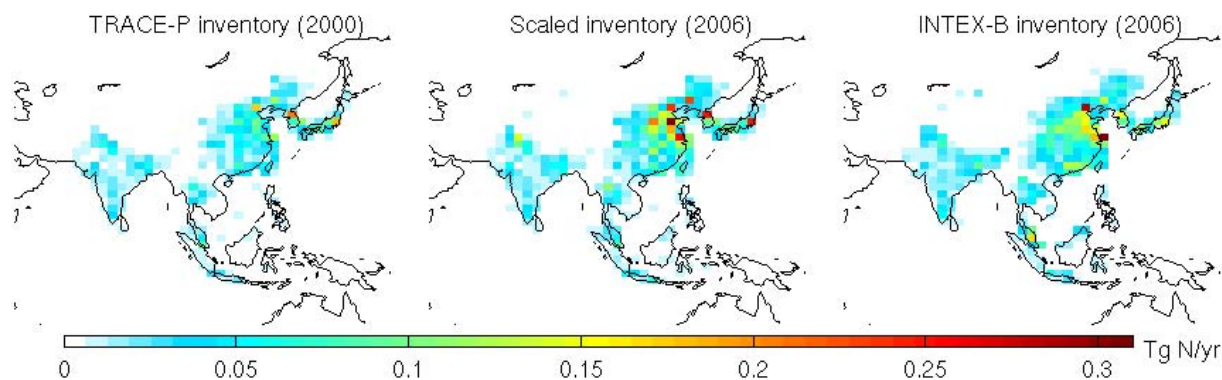 TRACE-P inventory (2000) Scaled inventory (2006) INTEX-B inventory (2006)
0 0.05 0.1 0.15 0.2 0.25 0.3 Tg N/yr